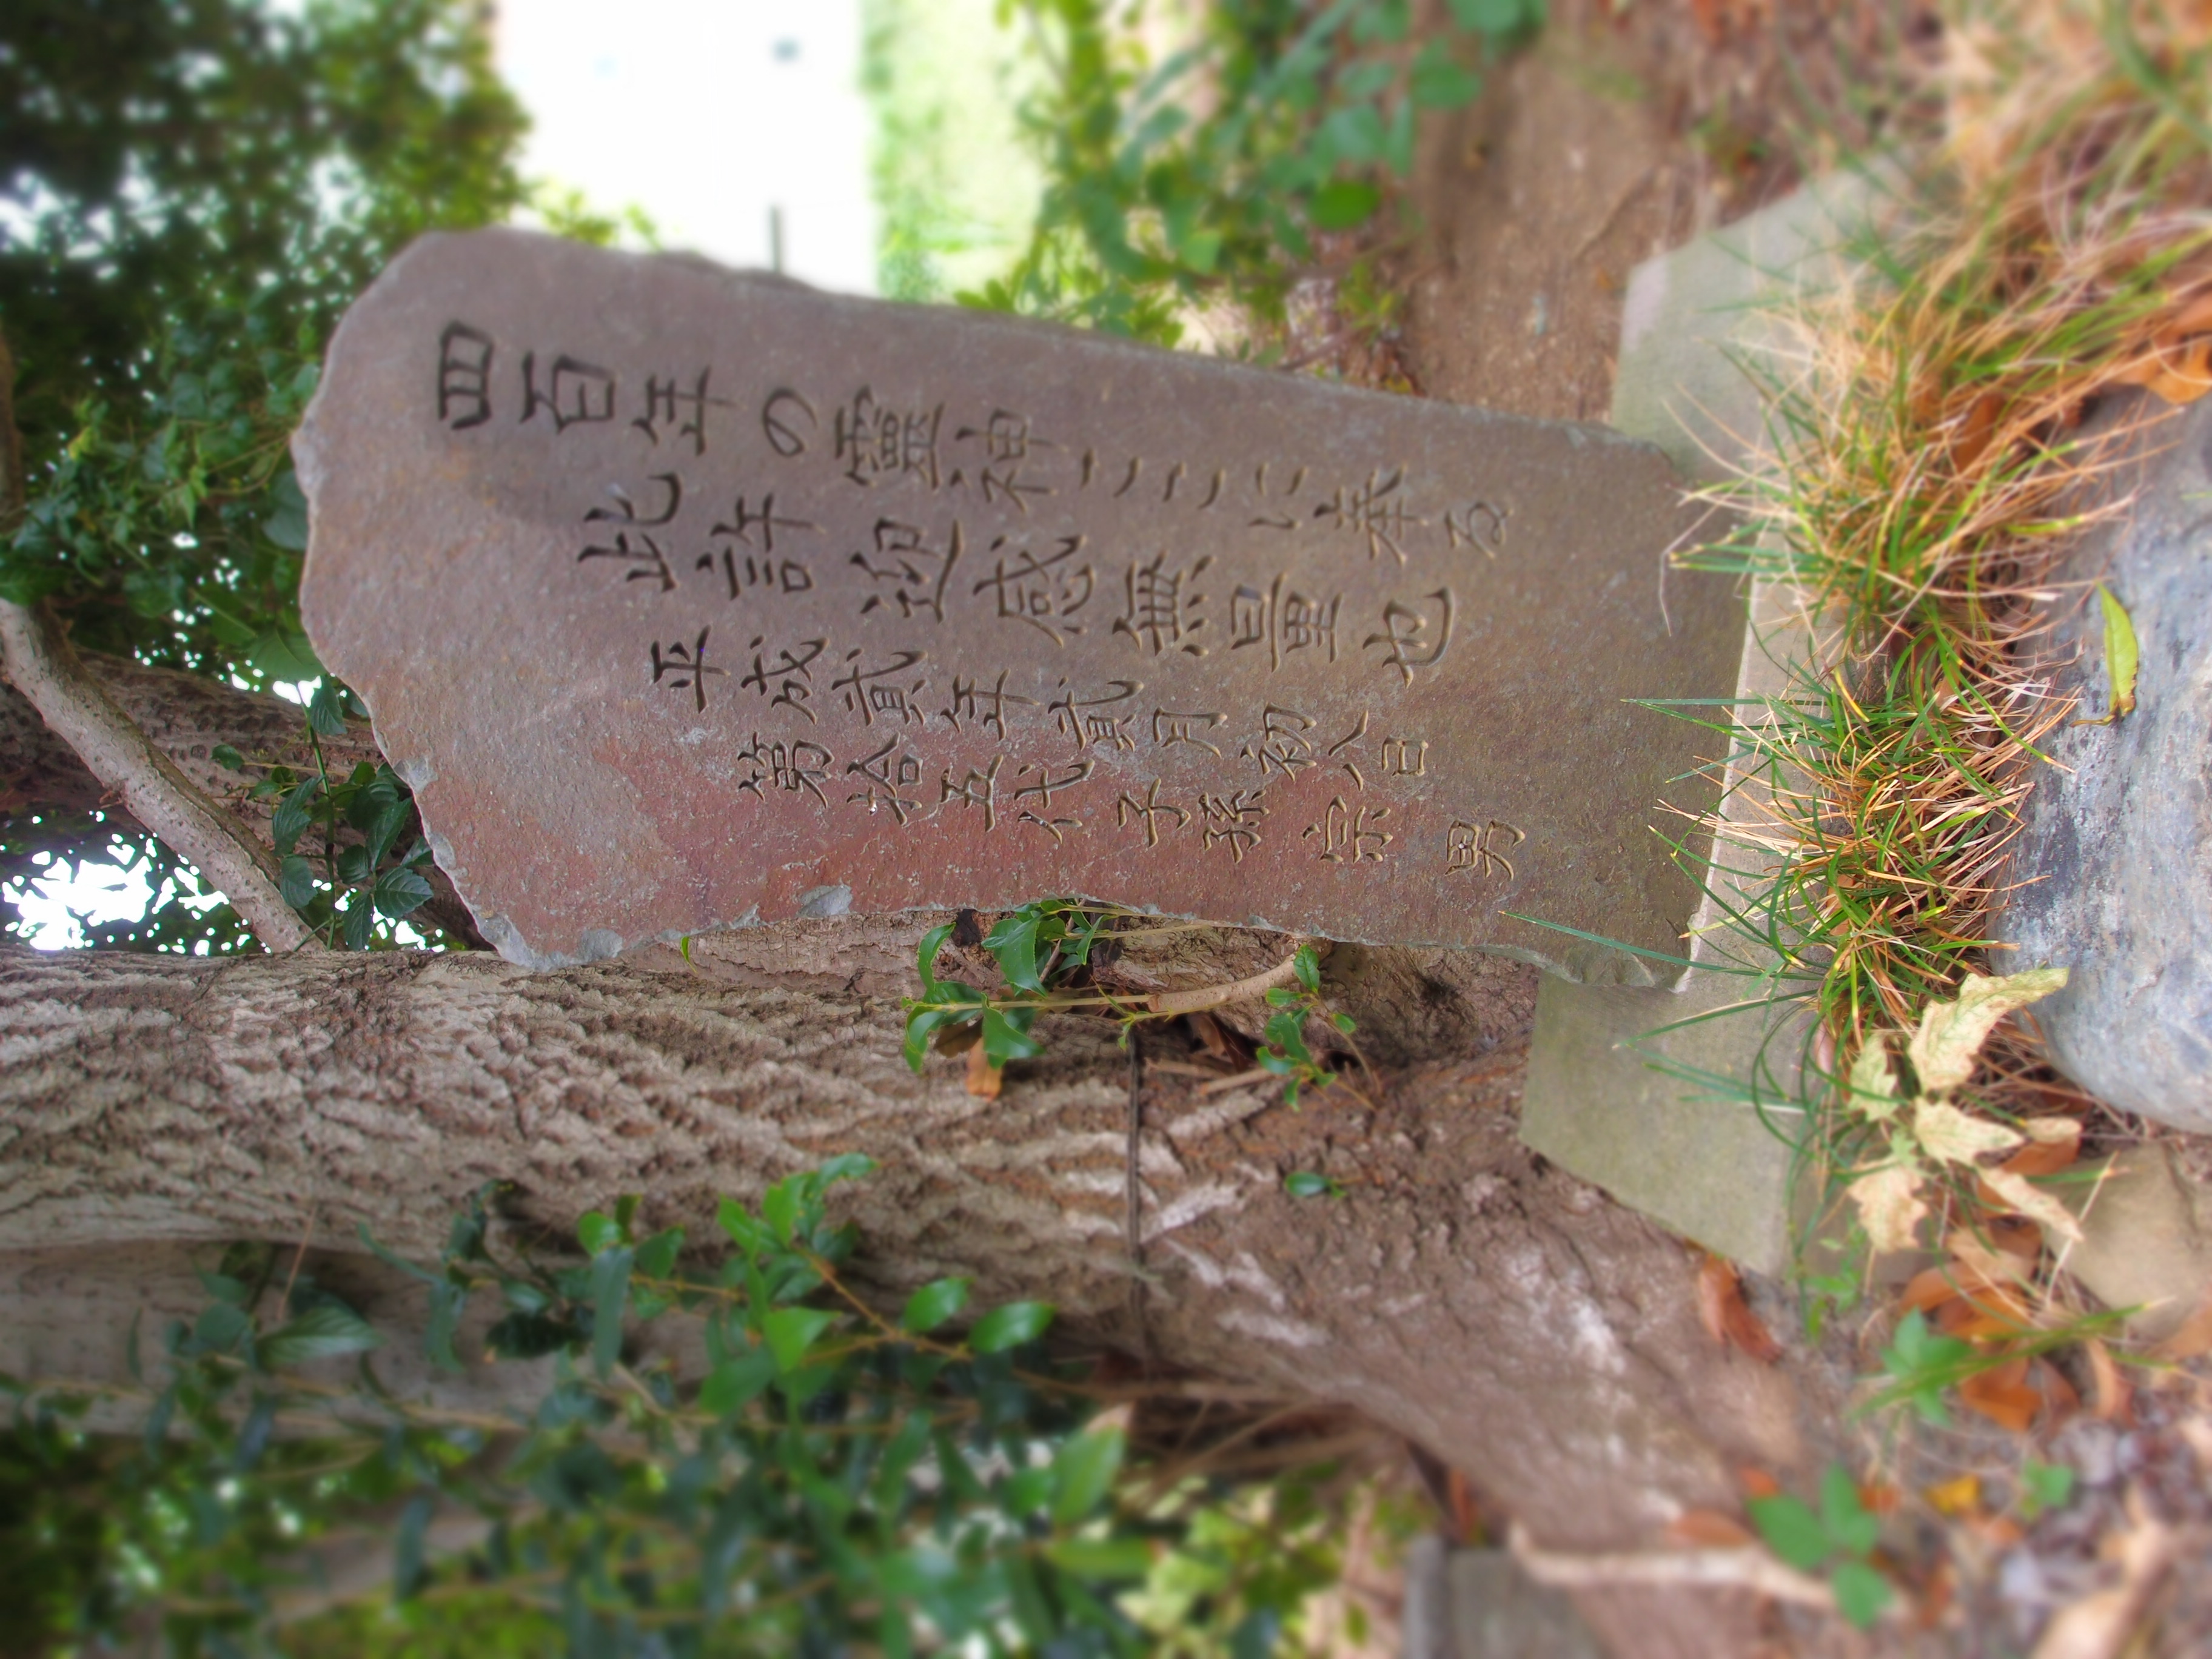 四百年の靈神ここに奉る
此許迎感無量也
平成貳年貳月初八日
第拾五代子孫宗男